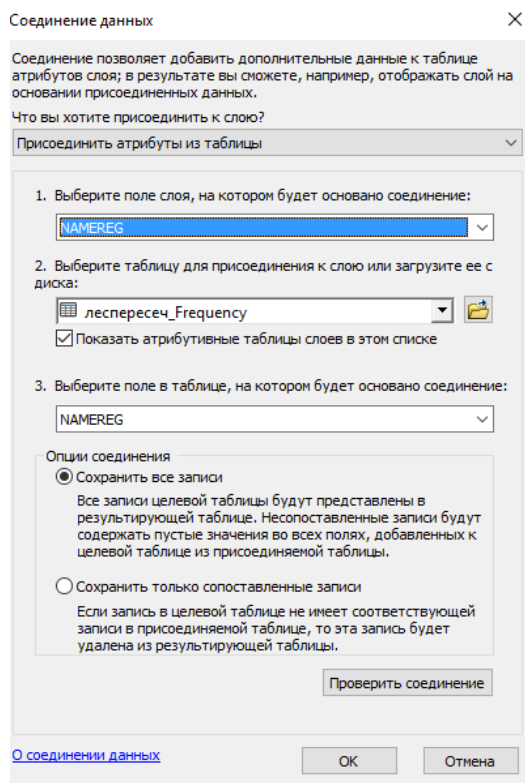 Соединение данных
Соединение позволяет добавить дополнительные данные к таблице
атрибутов слоя; в результате вы сможете, например, отображать слой на
основании присоединенных данных.
Что вы хотите присоединить к слою?
Присоединить атрибуты из таблицы
1. Выберите поле слоя, на котором будет основано соединение:
NAMEREG
2. Выберите таблицу для присоединения к слою или загрузите ее с
диска:
леспересеч_Frequency
Показать атрибутивные таблицы слоев в этом списке
3. Выберите поле в таблице, на котором будет основано соединение:
NAMEREG
Опции соединения
Сохранить все записи
Все записи целевой таблицы будут представлены в
результирующей таблице. Несопоставленные записи будут
содержать пустые значения во всех полях, добавленных к
целевой таблице из присоединяемой таблицы.
Сохранить только сопоставленные записи
Если запись в целевой таблице не имеет соответствующей
записи в присоединяемой таблице, то эта запись будет
удалена из результирующей таблицы.
Проверить соединение
О соединении данных
ОК
Отмена